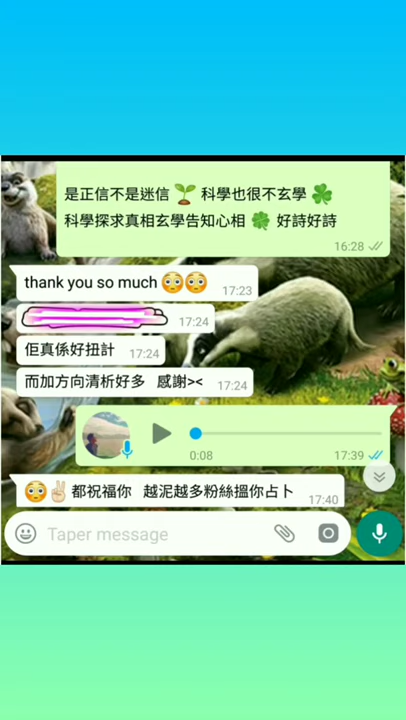 是正信不是迷信🌱 科學也很不玄學🍀
科學探求真相玄學告知心相🍀 好詩好詩
16:28
thank you so much😳😳
17:23
17:24
佢真係好扭計
17:24
而加方向清析好多 感謝><
17:24
0:08
17:39
😳✌🏻都祝福你 越泥越多粉絲搵你占卜
17:40
Taper message